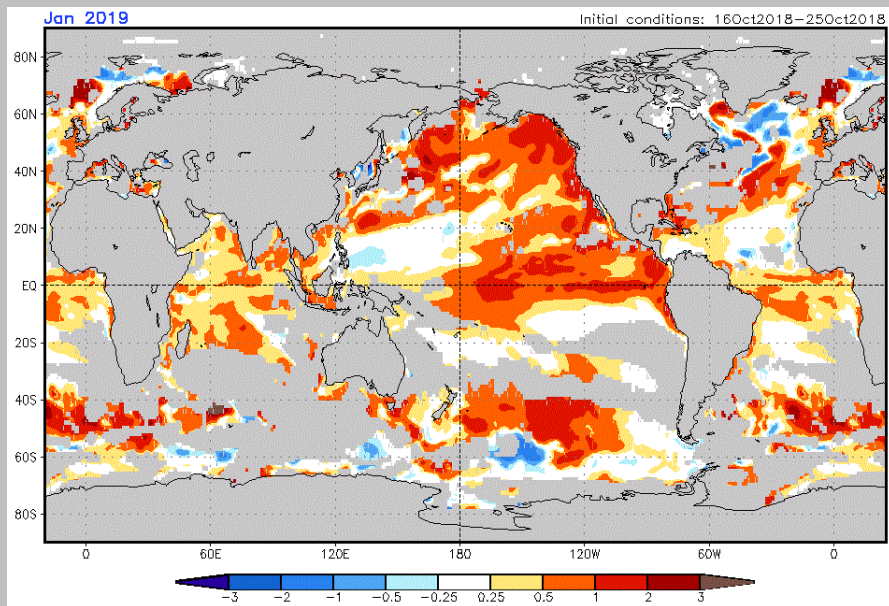 Jan 2019
Initial conditions: 16Oct2018-25Oct2018
80N
60N
40N
20N
EQ
20S
40S
60S
80S
0 60E 120E 180 120W 60W 0
-3 -2 -1 -0.5 -0.25 0.25 0.5 1 2 3